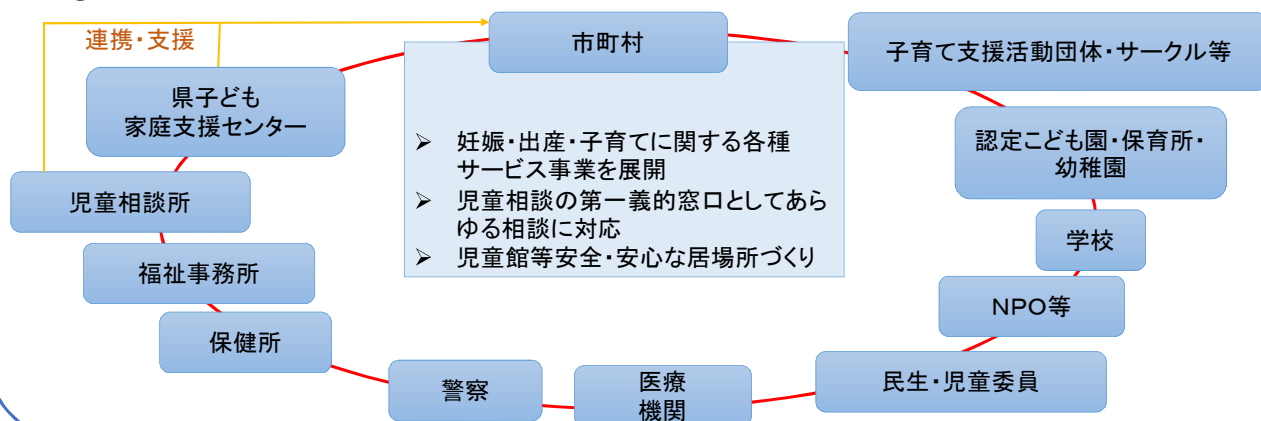 連携・支援
市町村
子育て支援活動団体・サークル等
県子ども
家庭支援センター
➢ 妊娠・出産・子育てに関する各種
サービス事業を展開
➢ 児童相談の第一義的窓口としてあら
ゆる相談に対応
➢ 児童館等安全・安心な居場所づくり
認定こども園・保育所・
幼稚園
児童相談所
学校
福祉事務所
NPO等
保健所
民生・児童委員
警察
医療
機関